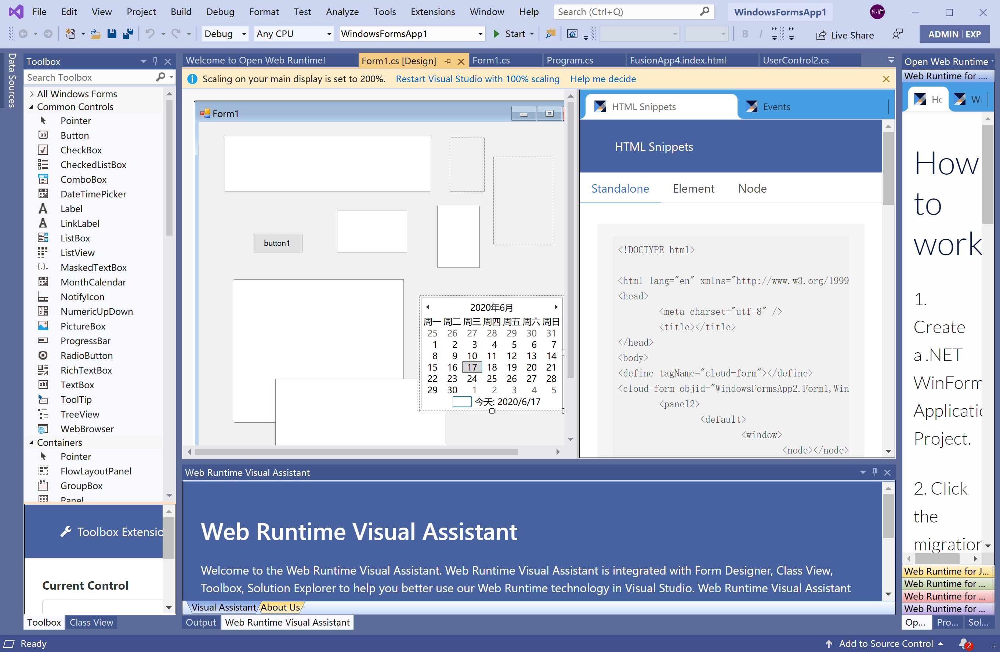 File Edit View Project Build Debug Format Test Analyze Tools Extensions Window Help Search (Ctrl+Q) WindowsFormsApp1 孙辉
Debug Any CPU WindowsFormsApp1 Start B I Live Share ADMIN EXP
Data Sources
Toolbox
Search Toolbox
All Windows Forms
Common Controls
Pointer
Button
CheckBox
CheckedListBox
ComboBox
DateTimePicker
Label
LinkLabel
ListBox
ListView
MaskedTextBox
MonthCalendar
NotifyIcon
NumericUpDown
PictureBox
ProgressBar
RadioButton
RichTextBox
TextBox
ToolTip
TreeView
WebBrowser
Containers
Pointer
FlowLayoutPanel
GroupBox
Panel
Toolbox Extensio
Current Control
Toolbox Class View
Welcome to Open Web Runtime! Form1.cs [Design] Form1.cs Program.cs FusionApp4.index.html UserControl2.cs
Scaling on your main display is set to 200%. Restart Visual Studio with 100% scaling Help me decide
Form1
button1
2020年6月
周一 周二 周三 周四 周五 周六 周日
25 26 27 28 29 30 31
1 2 3 4 5 6 7
8 9 10 11 12 13 14
15 16 17 18 19 20 21
22 23 24 25 26 27 28
29 30 1 2 3 4 5
今天: 2020/6/17
HTML Snippets Events
HTML Snippets
Standalone Element Node
<!DOCTYPE html>
<html lang="en" xmlns="http://www.w3.org/1999
<head>
<meta charset="utf-8" />
<title></title>
</head>
<body>
<define tagName="cloud-form"></define>
<cloud-form objid="WindowsFormsApp2.Form1,Win
<panel2>
<default>
<window>
<node></node>
Web Runtime Visual Assistant
Web Runtime Visual Assistant
Welcome to the Web Runtime Visual Assistant. Web Runtime Visual Assistant is integrated with Form Designer, Class View,
Toolbox, Solution Explorer to help you better use our Web Runtime technology in Visual Studio. Web Runtime Visual Assistant
Visual Assistant About Us
Output Web Runtime Visual Assistant
Open Web Runtime
Web Runtime for ....
Ho We
How
to
work
1.
Create
a .NET
WinForm
Applicatio
Project.
2. Click
the
migration
Web Runtime for J...
Web Runtime for ...
Web Runtime for ...
Web Runtime for ...
Op... Pro... Sol...
Ready Add to Source Control 2